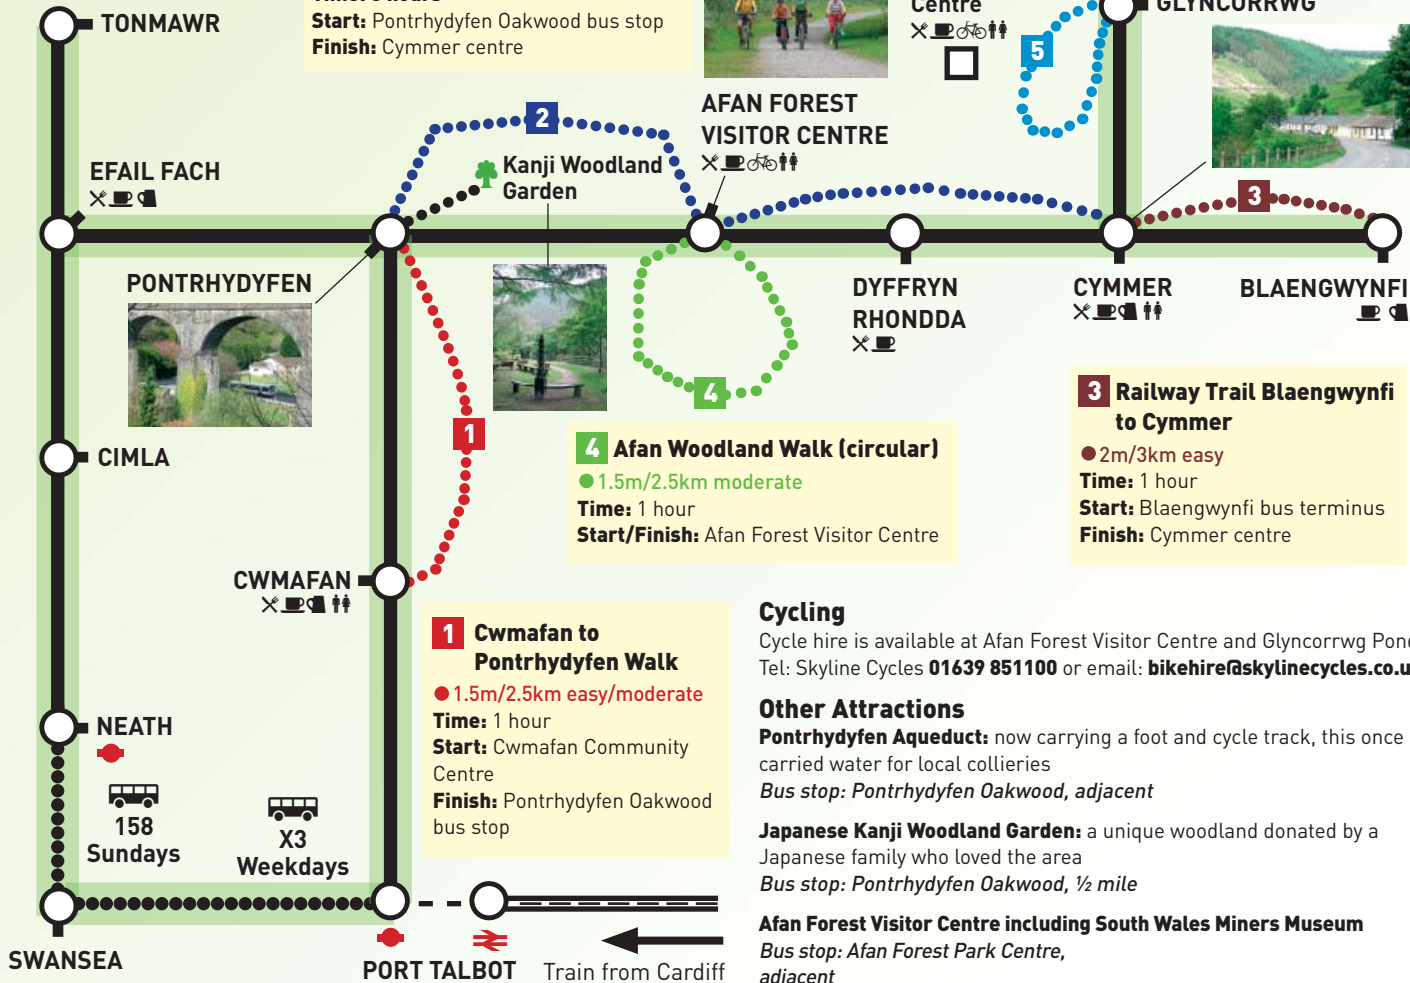 TONMAWR
Start: Pontrhydyfen Oakwood bus stop
Finish: Cymmer centre
Centre
GLYNCORRWG
5
2
AFAN FOREST
VISITOR CENTRE
EFAIL FACH
Kanji Woodland
Garden
3
PONTRHYDYFEN
DYFFRYN
RHONDDA
CYMMER
BLAENGWYNFI
4
1
CIMLA
3 Railway Trail Blaengwynfi
to Cymmer
2m/3km easy
Time: 1 hour
Start: Blaengwynfi bus terminus
Finish: Cymmer centre
4 Afan Woodland Walk (circular)
1.5m/2.5km moderate
Time: 1 hour
Start/Finish: Afan Forest Visitor Centre
CWMAFAN
1 Cwmafan to
Pontrhydyfen Walk
1.5m/2.5km easy/moderate
Time: 1 hour
Start: Cwmafan Community
Centre
Finish: Pontrhydyfen Oakwood
bus stop
NEATH
158
Sundays
X3
Weekdays
SWANSEA
PORT TALBOT
Train from Cardiff
Cycling
Cycle hire is available at Afan Forest Visitor Centre and Glyncorrwg
Tel: Skyline Cycles 01639 851100 or email: bikehire@skylinecycles.co.u
Other Attractions
Pontrhydyfen Aqueduct: now carrying a foot and cycle track, this once
carried water for local collieries
Bus stop: Pontrhydyfen Oakwood, adjacent
Japanese Kanji Woodland Garden: a unique woodland donated by a
Japanese family who loved the area
Bus stop: Pontrhydyfen Oakwood, ½ mile
Afan Forest Visitor Centre including South Wales Miners Museum
Bus stop: Afan Forest Park Centre,
adjacent